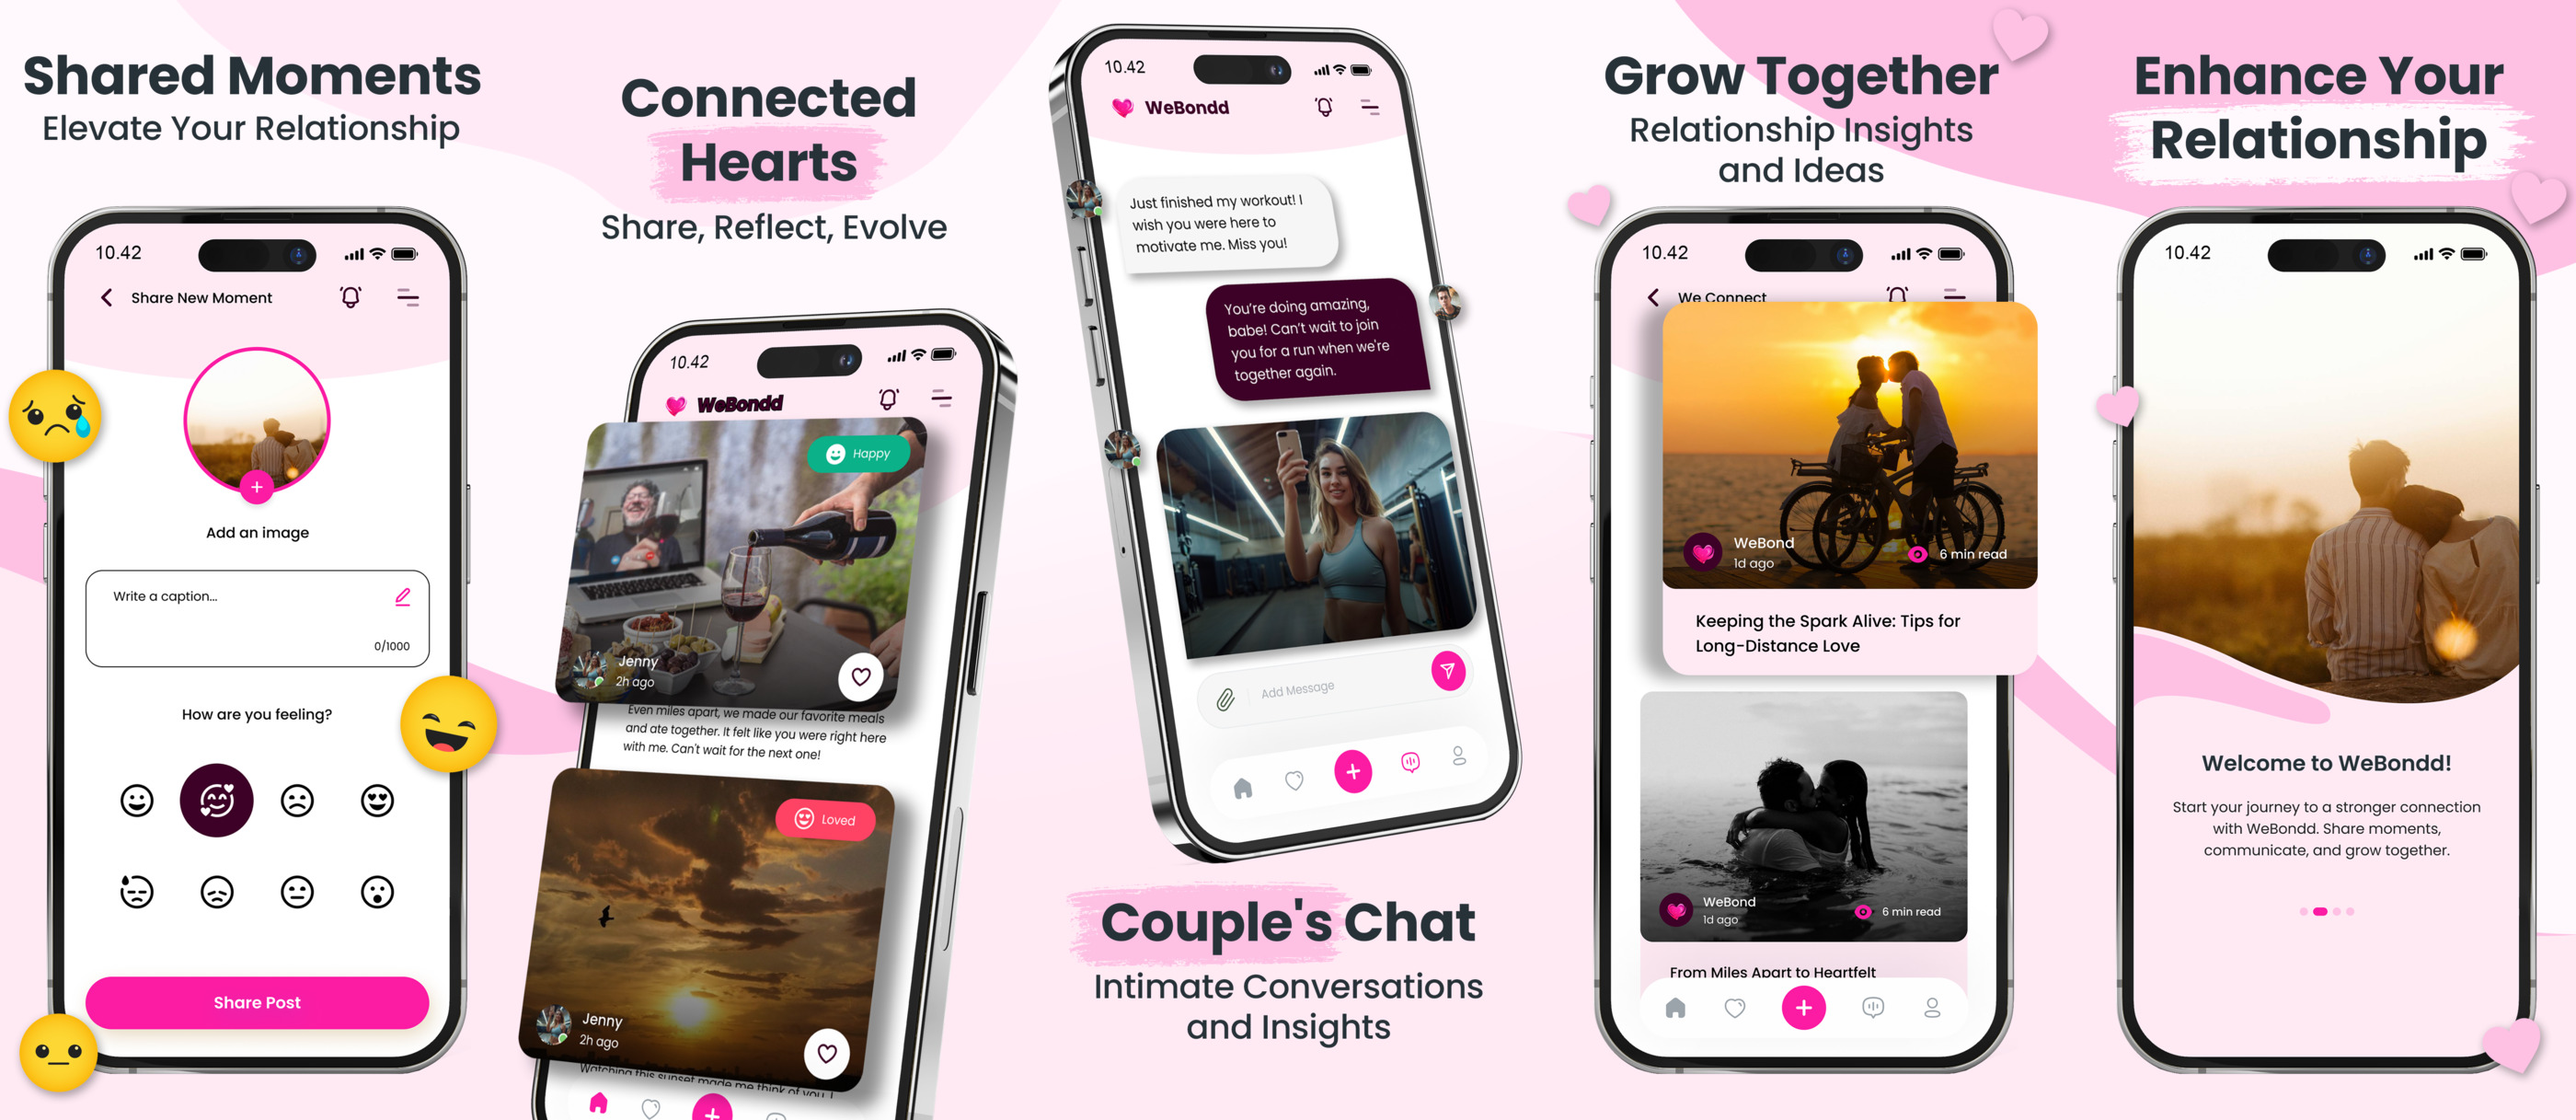 Shared Moments
Elevate Your Relationship
10.42
Share New Moment
Add an image
Write a caption...
0/1000
How are you feeling?
Share Post
Connected
Hearts
Share, Reflect, Evolve
10.42
WeBondd
Happy
Jenny
2h ago
Even miles apart, we made our favorite meals
and ate together. It felt like you were right here
with me. Can't wait for the next one!
Loved
Jenny
2h ago
Watching this sunset made me think of you. I
10.42
WeBondd
Just finished my workout! I
wish you were here to
motivate me. Miss you!
You're doing amazing,
babe! Can't wait to join
you for a run when we're
together again.
Add Message
Couple's Chat
Intimate Conversations
and Insights
Grow Together
Relationship Insights
and Ideas
10.42
We Connect
WeBond
1d ago
6 min read
Keeping the Spark Alive: Tips for
Long-Distance Love
WeBond
1d ago
6 min read
From Miles Apart to Heartfelt
Enhance Your
Relationship
10.42
Welcome to WeBondd!
Start your journey to a stronger connection
with WeBondd. Share moments,
communicate, and grow together.